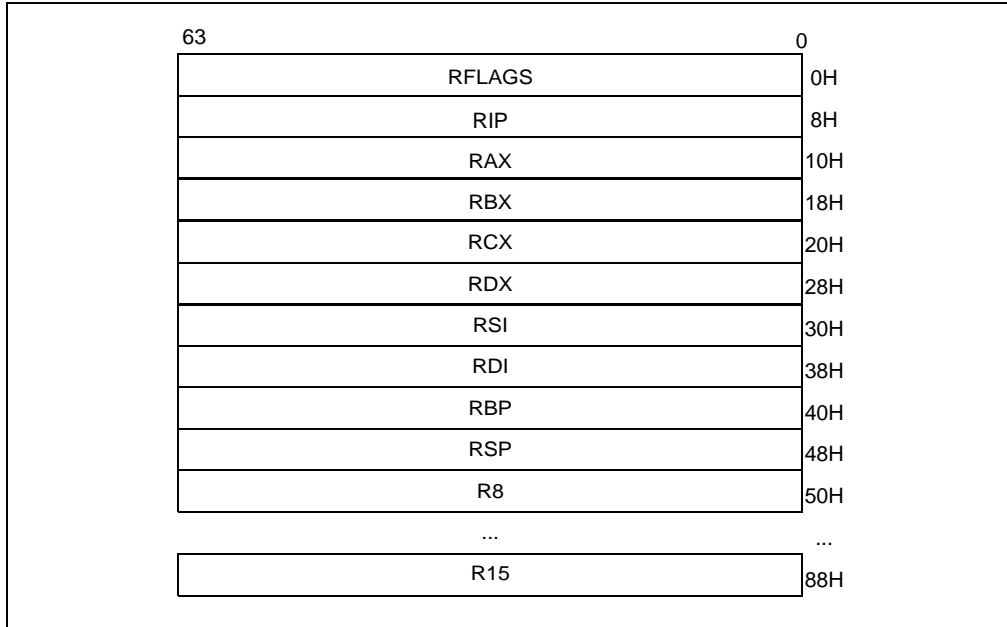 63 0
RFLAGS 0H
RIP 8H
RAX 10H
RBX 18H
RCX 20H
RDX 28H
RSI 30H
RDI 38H
RBP 40H
RSP 48H
R8 50H
... ...
R15 88H